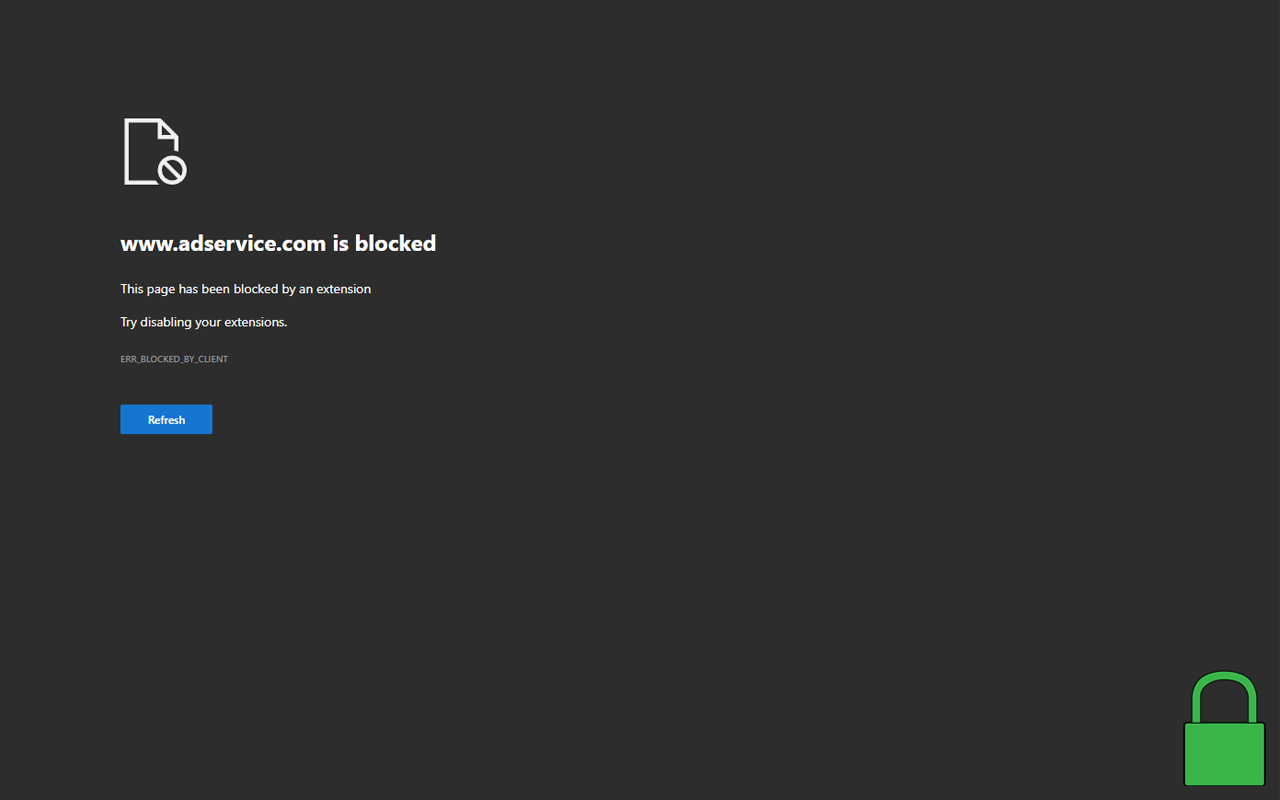 www.adservice.com is blocked
This page has been blocked by an extension
Try disabling your extensions.
ERR_BLOCKED_BY_CLIENT
Refresh